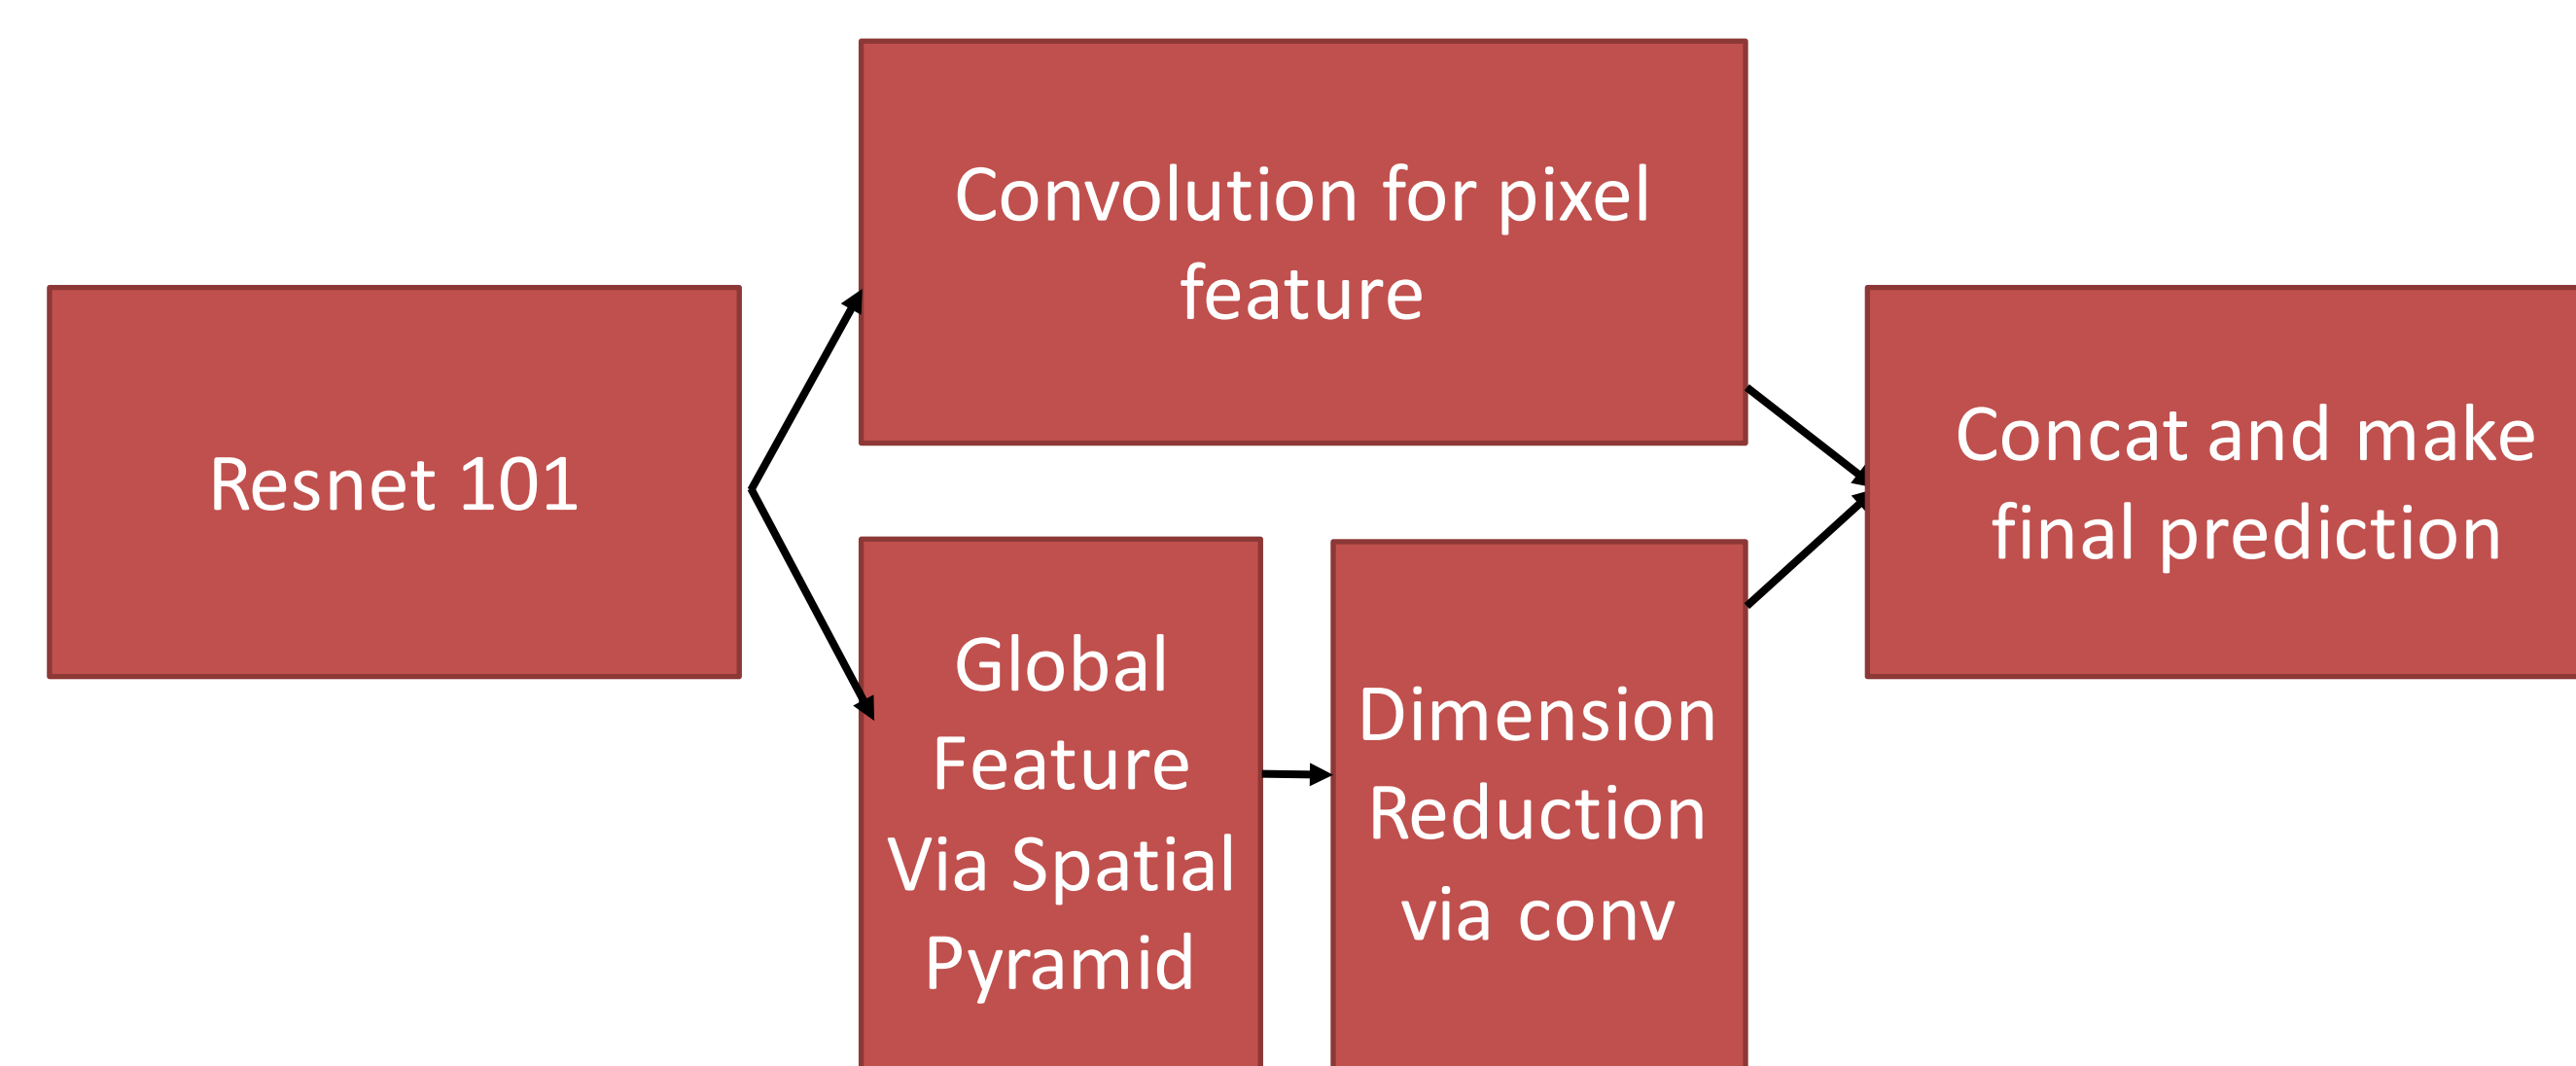 Resnet 101
Convolution for pixel
feature
Global
Feature
Via Spatial
Pyramid
Dimension
Reduction
via conv
Concat and make
final prediction